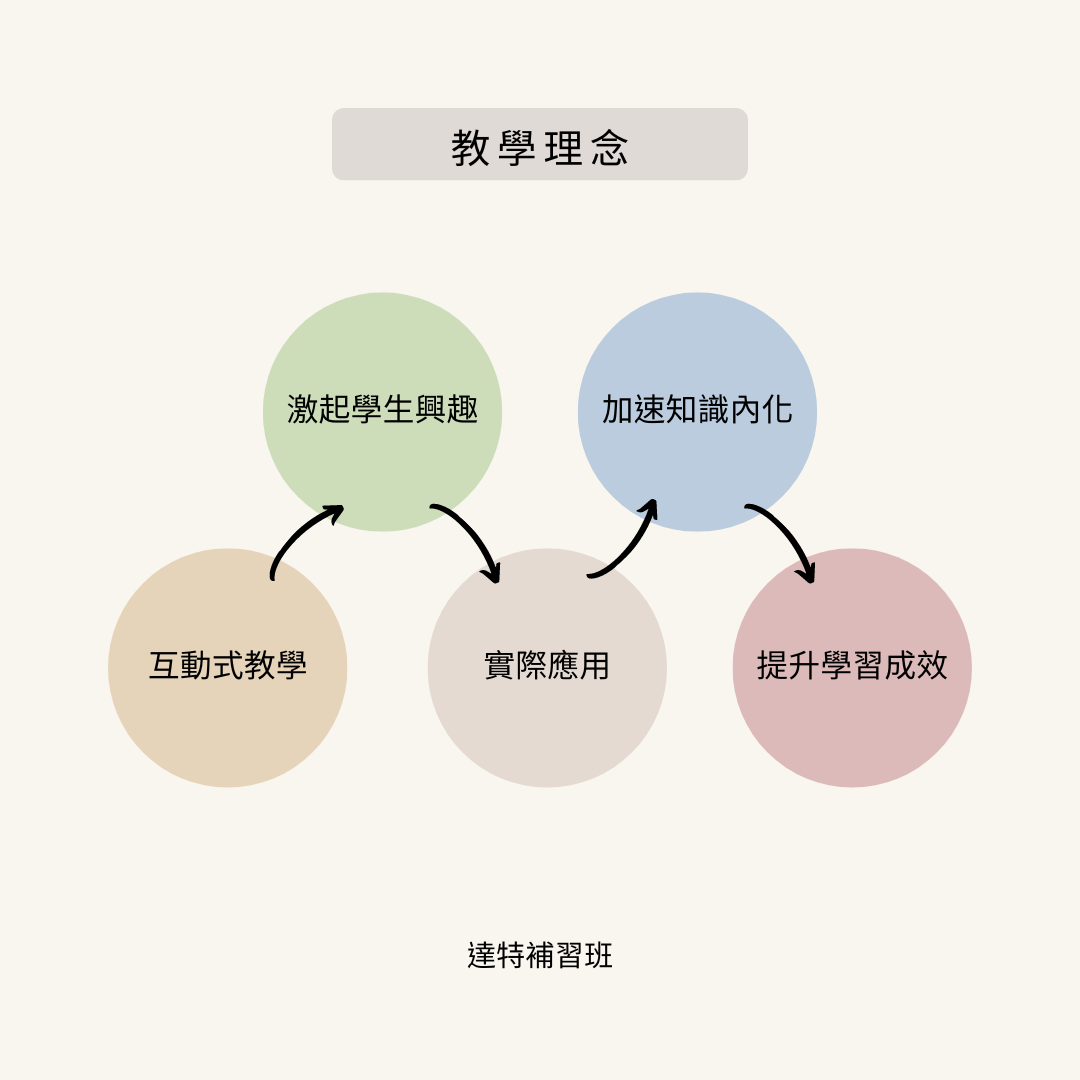 教學理念
互動式教學
激起學生興趣
實際應用
加速知識內化
提升學習成效
達特補習班